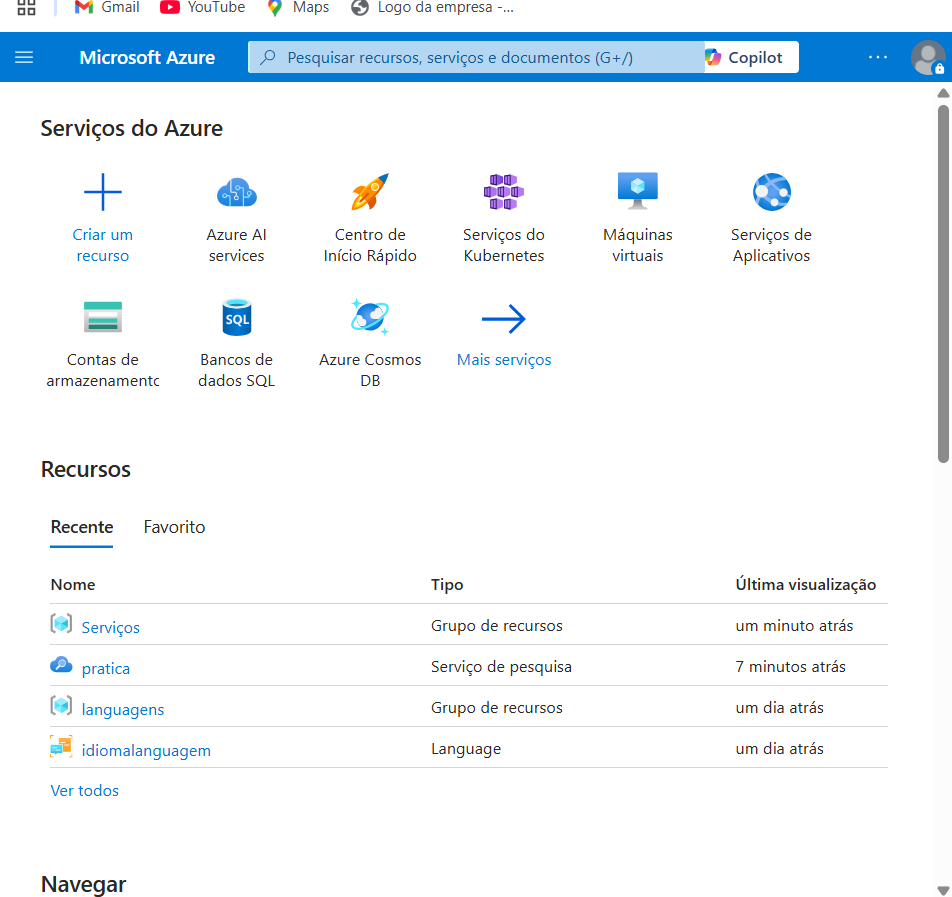 Gmail YouTube Maps Logo da empresa -...
Microsoft Azure Pesquisar recursos, serviços e documentos (G+/) Copilot ...
Serviços do Azure
Criar um
recurso
Azure AI
services
Centro de
Início Rápido
Serviços do
Kubernetes
Máquinas
virtuais
Serviços de
Aplicativos
Contas de
armazenamento
SQL
Bancos de
dados SQL
Azure Cosmos
DB
Mais serviços
Recursos
Recente Favorito
Nome Tipo Última visualização
Serviços Grupo de recursos um minuto atrás
pratica Serviço de pesquisa 7 minutos atrás
languagens Grupo de recursos um dia atrás
idiomalanguagem Language um dia atrás
Ver todos
Navegar